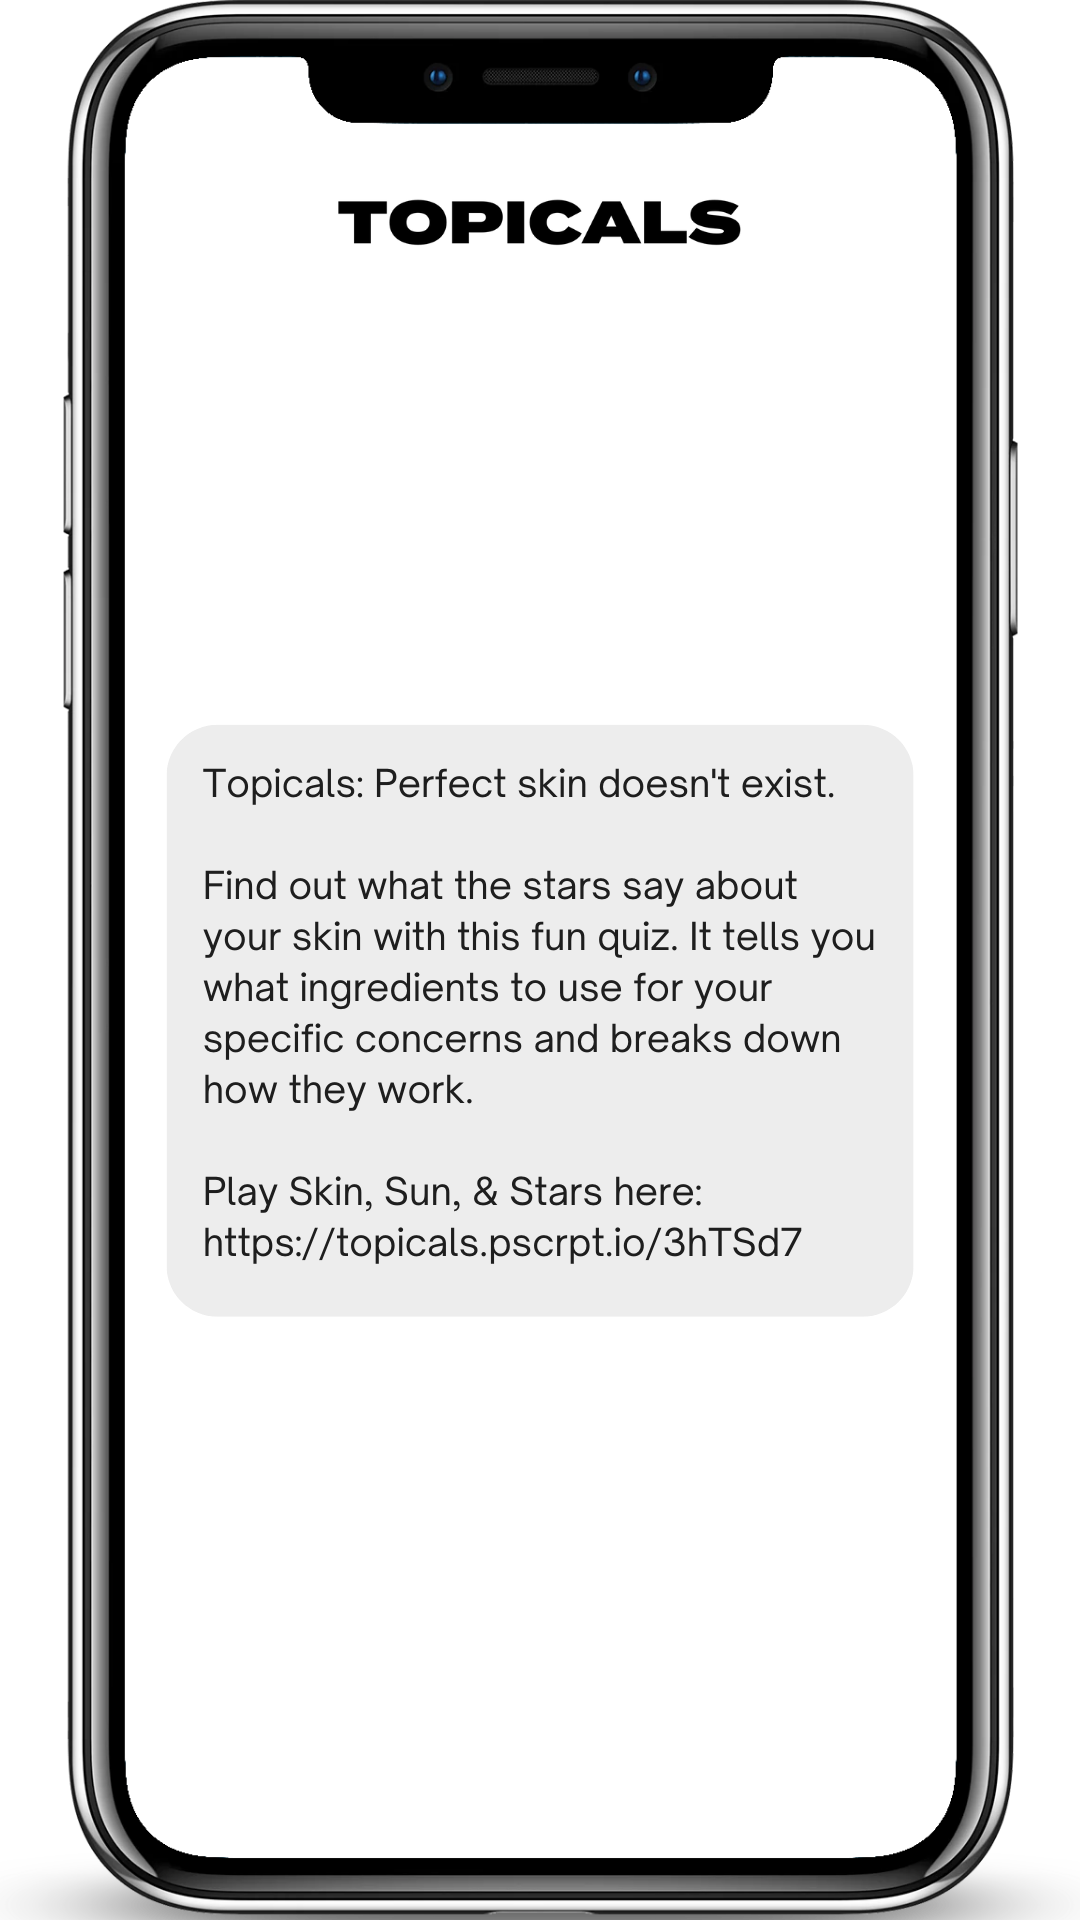 TOPICALS
Topicals: Perfect skin doesn't exist.
Find out what the stars say about
your skin with this fun quiz. It tells you
what ingredients to use for your
specific concerns and breaks down
how they work.
Play Skin, Sun, & Stars here:
https://topicals.pscrpt.io/3hTSd7